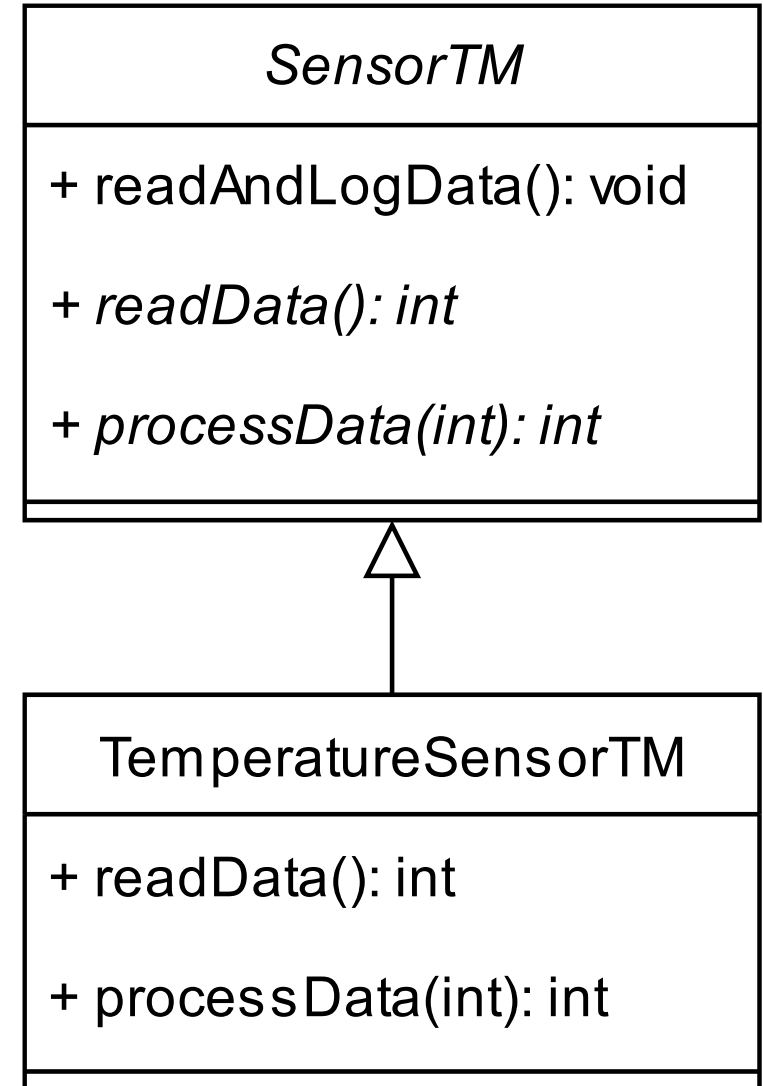 SensorTM
+ readAndLogData(): void
+ readData(): int
+ processData(int): int
TemperatureSensorTM
+ readData(): int
+ processData(int): int